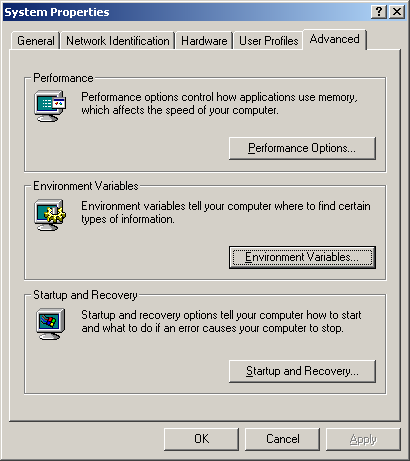 System Properties
General Network Identification Hardware User Profiles Advanced
Performance
Performance options control how applications use memory,
which affects the speed of your computer.
Performance Options...
Environment Variables
Environment variables tell your computer where to find certain
types of information.
Environment Variables...
Startup and Recovery
Startup and recovery options tell your computer how to start
and what to do if an error causes your computer to stop.
Startup and Recovery...
OK Cancel Apply